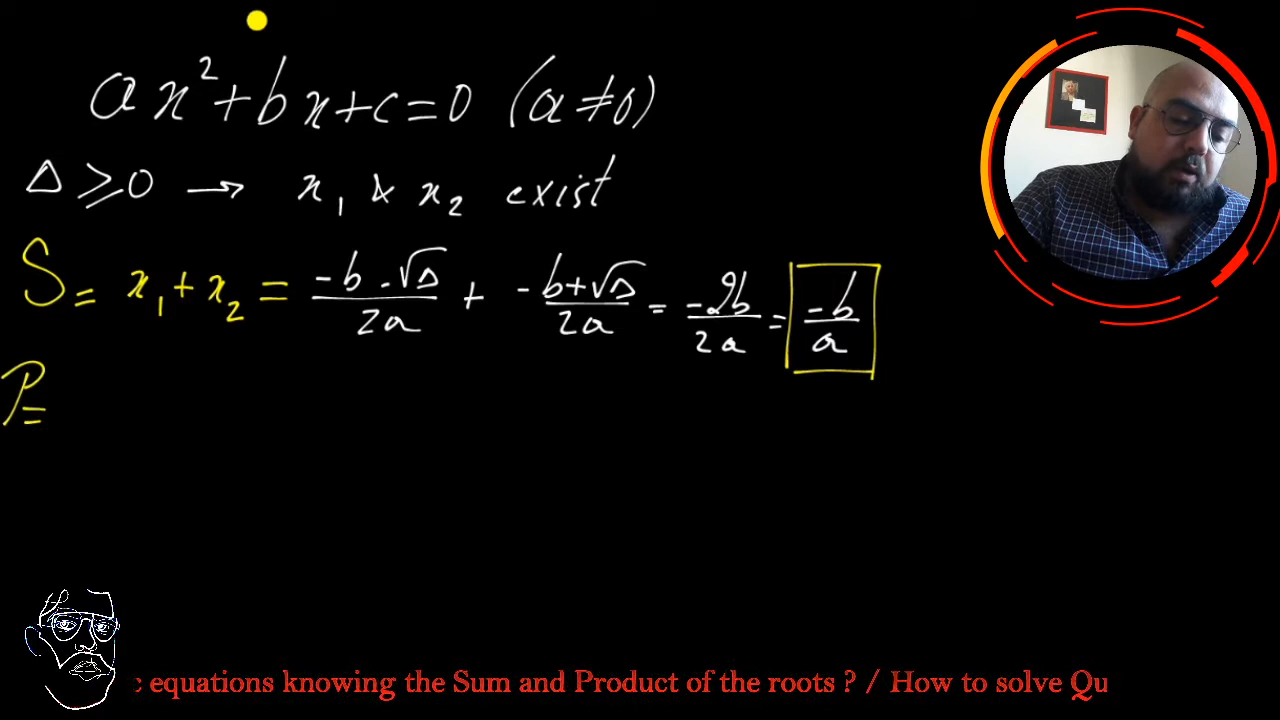 ax²+bx+c=0 (a≠0)
Δ⩾0 → x₁ & x₂ exist
S= x₁+x₂ = (-b-√Δ)/2a + (-b+√Δ)/2a = -2b/2a = -b/a
P=
c equations knowing the Sum and Product of the roots ? / How to solve Qu